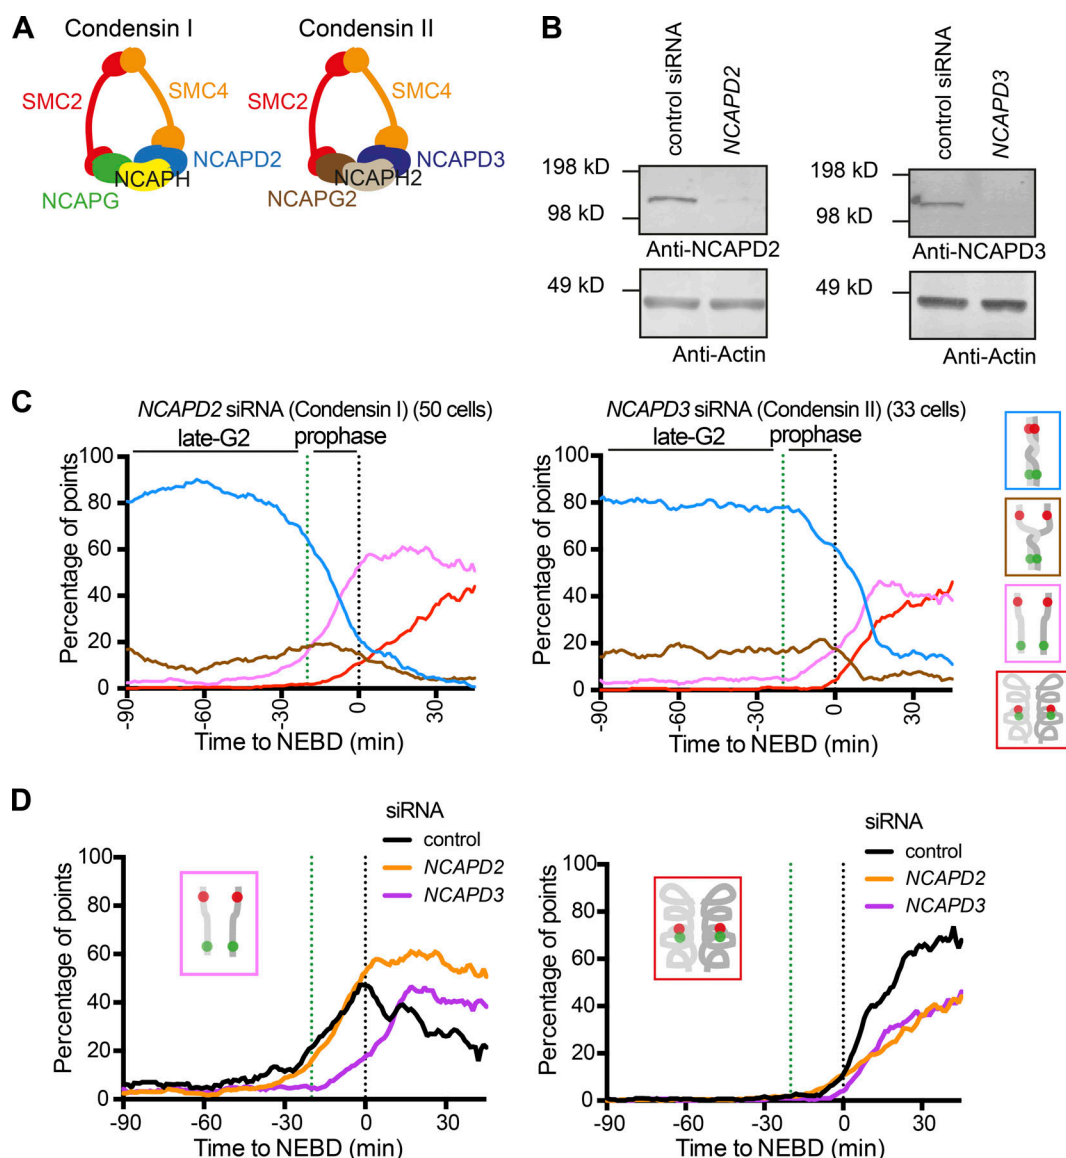 A
Condensin I
Condensin II
SMC2
SMC4
NCAPD2
NCAPH
NCAPG
SMC2
SMC4
NCAPD3
NCAPH2
NCAPG2
B
control siRNA
NCAPD2
198 kD
98 kD
Anti-NCAPD2
49 kD
Anti-Actin
control siRNA
NCAPD3
198 kD
98 kD
Anti-NCAPD3
49 kD
Anti-Actin
C
NCAPD2 siRNA (Condensin I) (50 cells)
late-G2
prophase
Percentage of points
100
80
60
40
20
0
-90
-60
-30
0
30
Time to NEBD (min)
NCAPD3 siRNA (Condensin II) (33 cells)
late-G2
prophase
Percentage of points
100
80
60
40
20
0
-90
-60
-30
0
30
Time to NEBD (min)
D
siRNA
control
NCAPD2
NCAPD3
Percentage of points
100
80
60
40
20
0
-90
-60
-30
0
30
Time to NEBD (min)
siRNA
control
NCAPD2
NCAPD3
Percentage of points
100
80
60
40
20
0
-90
-60
-30
0
30
Time to NEBD (min)